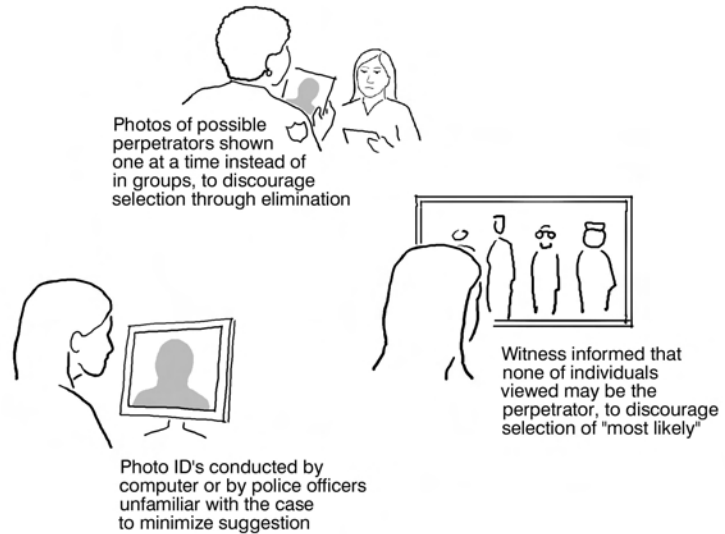 Photos of possible
perpetrators shown
one at a time instead of
in groups, to discourage
selection through elimination
Witness informed that
none of individuals
viewed may be the
perpetrator, to discourage
selection of "most likely"
Photo ID's conducted by
computer or by police officers
unfamiliar with the case
to minimize suggestion